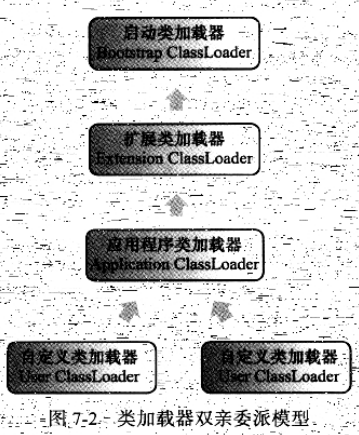 启动类加载器
Bootstrap ClassLoader
扩展类加载器
Extension ClassLoader
应用程序类加载器
Application ClassLoader
自定义类加载器
User ClassLoader
自定义类加载器
User ClassLoader
图 7-2 类加载器双亲委派模型